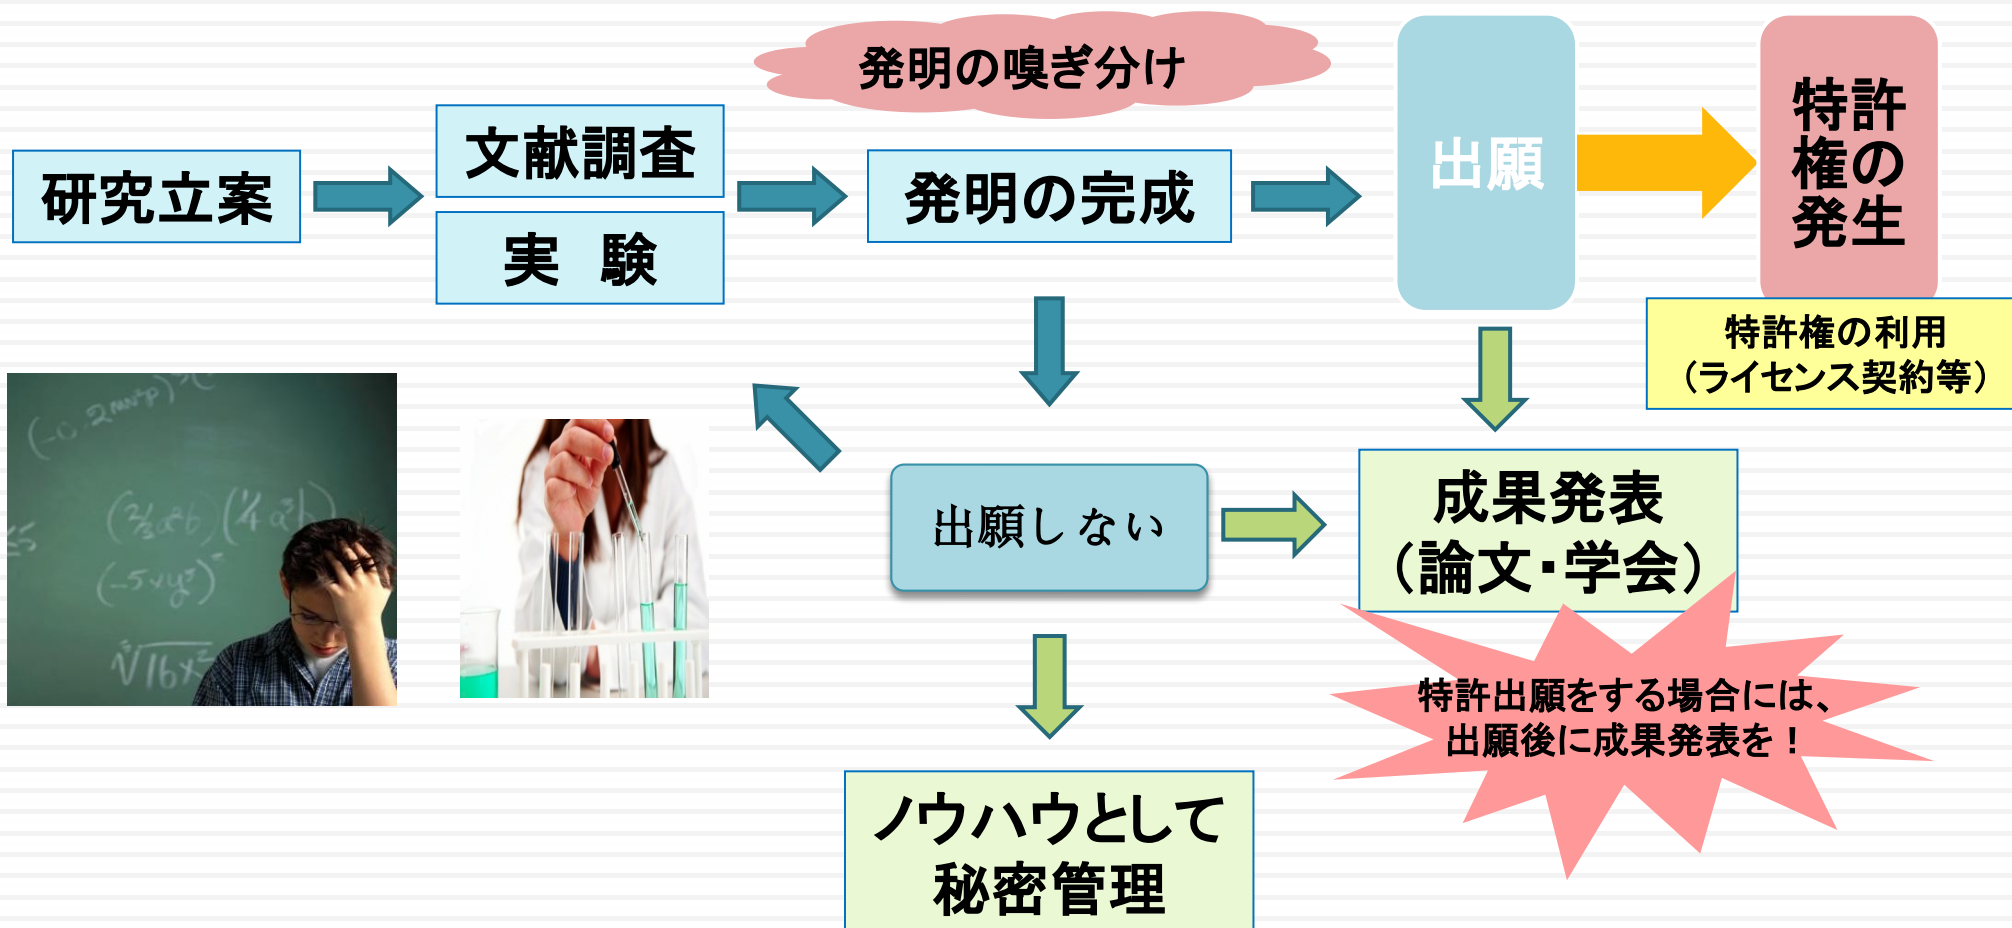 発明の嗅ぎ分け
研究立案
文献調査
実　験
発明の完成
出願
特許
権の
発生
特許権の利用
（ライセンス契約等）
出願しない
成果発表
（論文・学会）
特許出願をする場合には、
出願後に成果発表を！
ノウハウとして
秘密管理